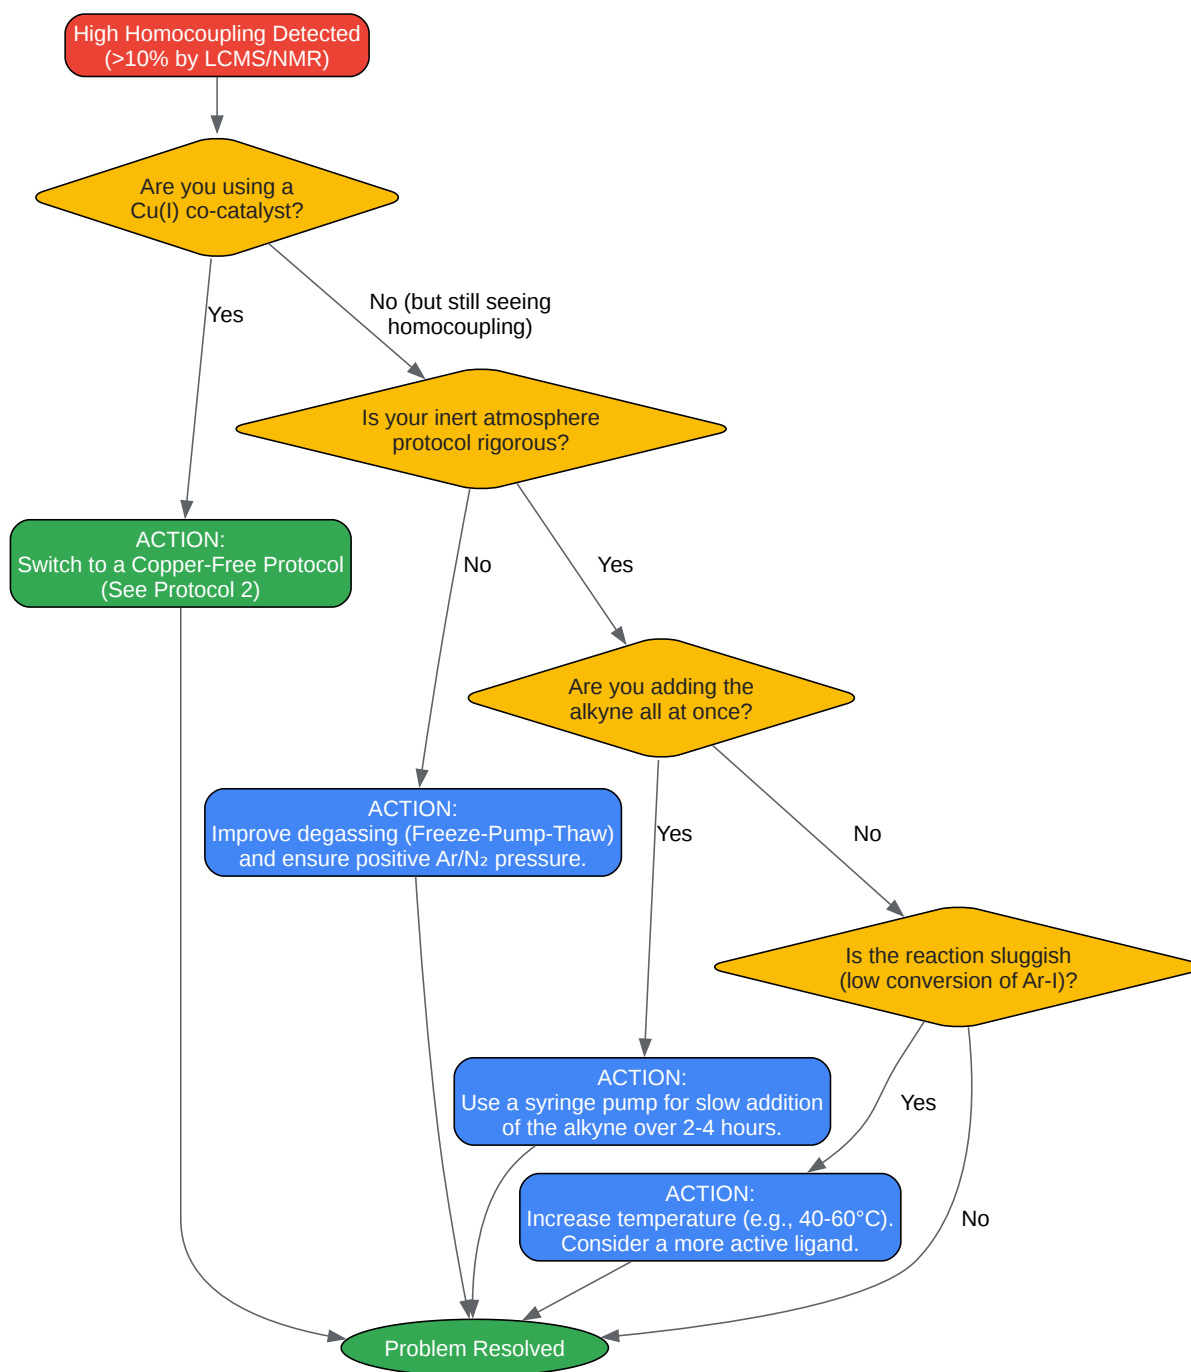 High Homocoupling Detected
(>10% by LCMS/NMR)
Are you using a
Cu(I) co-catalyst?
Yes
No (but still seeing
homocoupling)
Is your inert atmosphere
protocol rigorous?
ACTION:
Switch to a Copper-Free Protocol
(See Protocol 2)
No
Yes
Are you adding the
alkyne all at once?
ACTION:
Improve degassing (Freeze-Pump-Thaw)
and ensure positive Ar/N₂ pressure.
Yes
No
Is the reaction sluggish
(low conversion of Ar-I)?
ACTION:
Use a syringe pump for slow addition
of the alkyne over 2-4 hours.
Yes
ACTION:
Increase temperature (e.g., 40-60°C).
Consider a more active ligand.
No
Problem Resolved